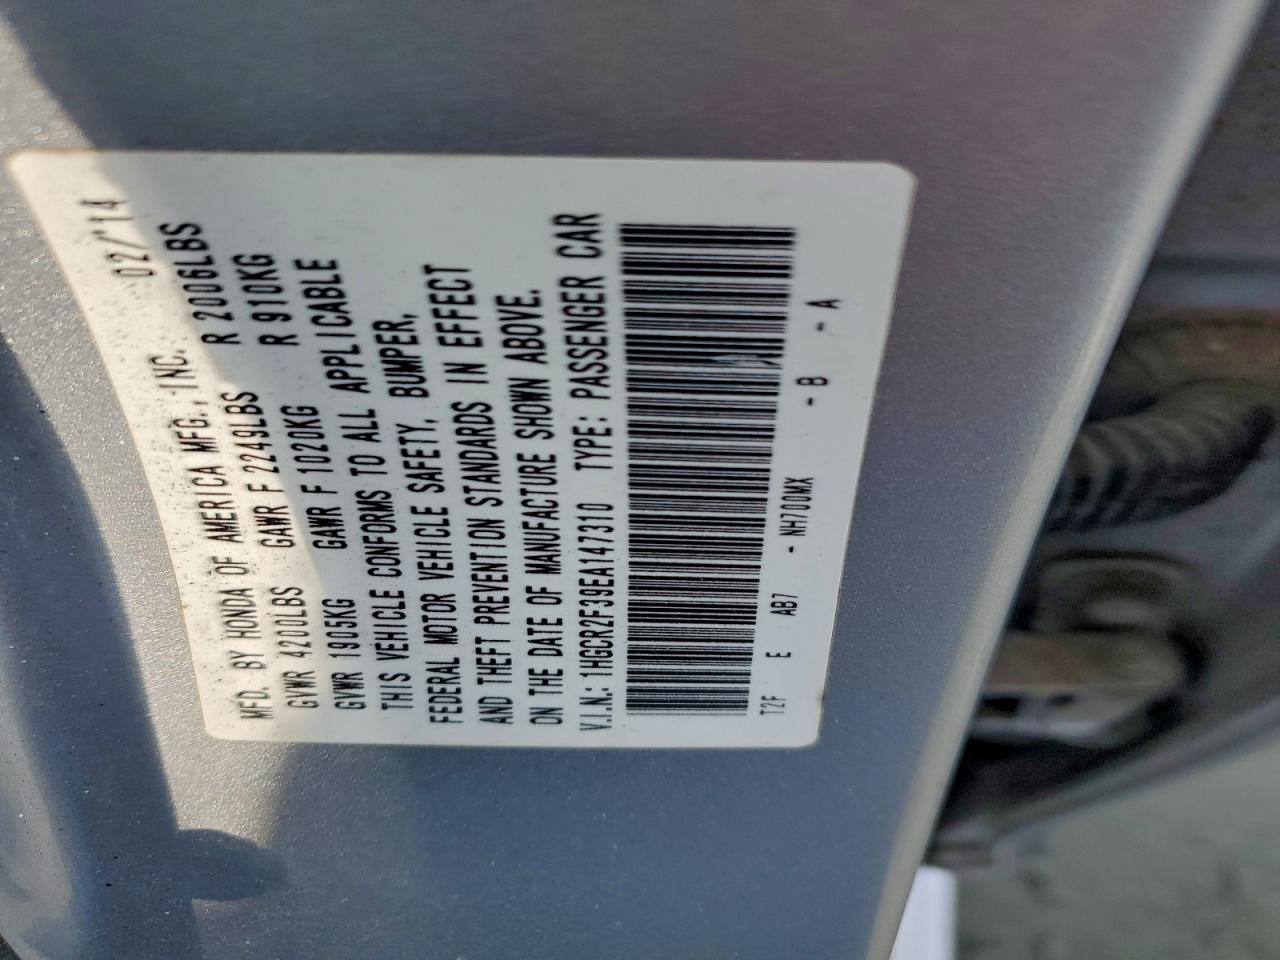 MFD. BY HONDA OF AMERICA MFG., INC. 02/'14
GVWR 4200LBS GAWR F 2249LBS R 2006LBS
GVWR 1905KG GAWR F 1020KG R 910KG
THIS VEHICLE CONFORMS TO ALL APPLICABLE
FEDERAL MOTOR VEHICLE SAFETY, BUMPER,
AND THEFT PREVENTION STANDARDS IN EFFECT
ON THE DATE OF MANUFACTURE SHOWN ABOVE.
V.I.N.: 1HGCR2F39EA147310 TYPE: PASSENGER CAR
T2F E AB7 - NH700MX - B - A